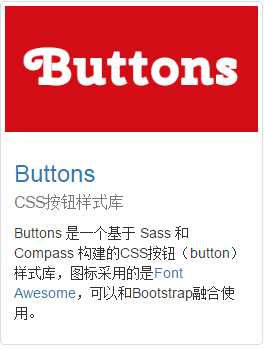 Buttons
Buttons
CSS按钮样式库
Buttons 是一个基于 Sass 和
Compass 构建的CSS按钮（button）
样式库，图标采用的是Font
Awesome，可以和Bootstrap融合使
用。